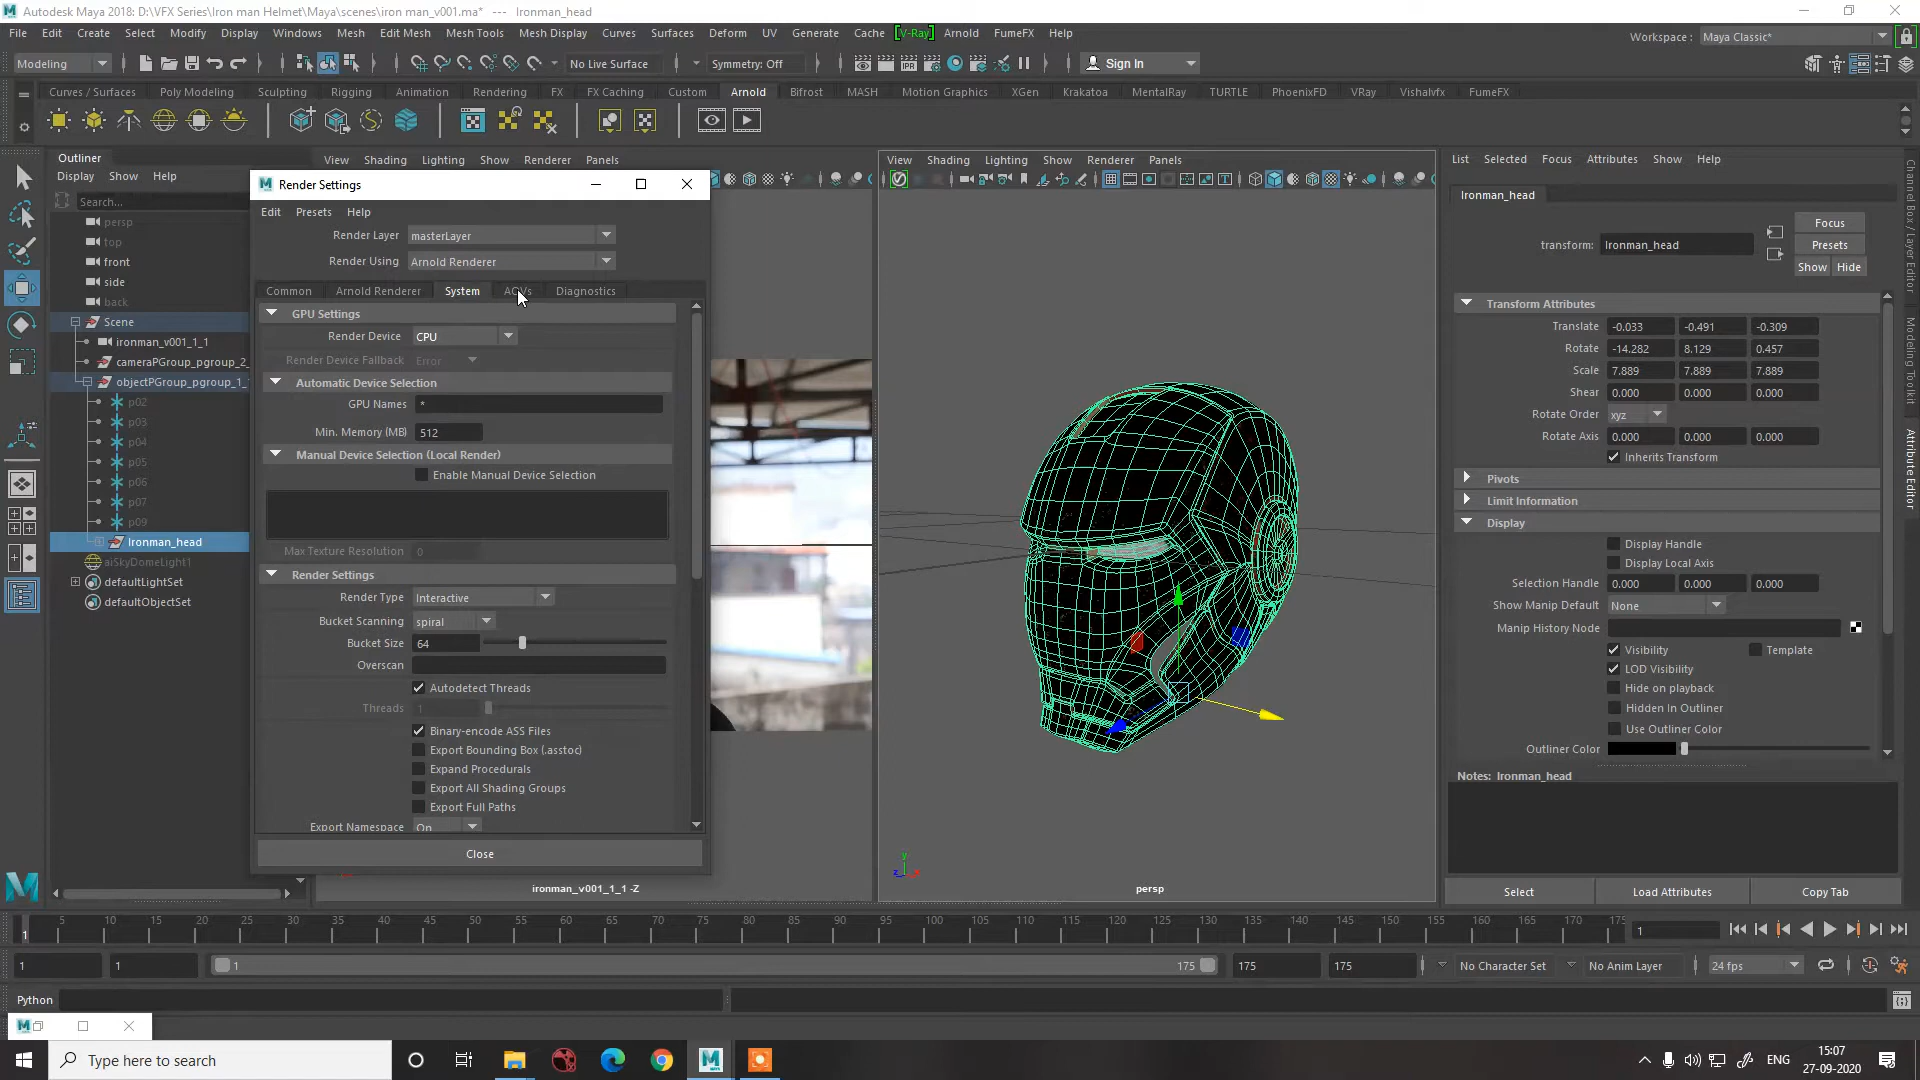 Autodesk Maya 2018: D:\VFX Series\Iron man Helmet\Maya\scenes\iron man_v001.ma* --- Ironman_head
File Edit Create Select Modify Display Windows Mesh Edit Mesh Mesh Tools Mesh Display Curves Surfaces Deform UV Generate Cache [V-Ray] Arnold FumeFX Help
Workspace : Maya Classic*
Modeling No Live Surface Symmetry: Off IPR Sign In
Curves / Surfaces Poly Modeling Sculpting Rigging Animation Rendering FX FX Caching Custom Arnold Bifrost MASH Motion Graphics XGen Krakatoa MentalRay TURTLE PhoenixFD VRay Vishalvfx FumeFX
Outliner
Display Show Help
Search...
persp
top
front
side
back
Scene
ironman_v001_1_1
cameraPGroup_pgroup_2_
objectPGroup_pgroup_1_
p02
p03
p04
p05
p06
p07
p09
Ironman_head
aiSkyDomeLight1
defaultLightSet
defaultObjectSet
View Shading Lighting Show Renderer Panels
Render Settings
Edit Presets Help
Render Layer masterLayer
Render Using Arnold Renderer
Common Arnold Renderer System AOVs Diagnostics
GPU Settings
Render Device CPU
Render Device Fallback Error
Automatic Device Selection
GPU Names *
Min. Memory (MB) 512
Manual Device Selection (Local Render)
Enable Manual Device Selection
Max Texture Resolution 0
Render Settings
Render Type Interactive
Bucket Scanning spiral
Bucket Size 64
Overscan
Autodetect Threads
Threads 1
Binary-encode ASS Files
Export Bounding Box (.asstoc)
Expand Procedurals
Export All Shading Groups
Export Full Paths
Export Namespace On
Close
ironman_v001_1_1 -Z
View Shading Lighting Show Renderer Panels
y
z
persp
List Selected Focus Attributes Show Help
Ironman_head
transform: Ironman_head
Focus
Presets
Show Hide
Transform Attributes
Translate -0.033 -0.491 -0.309
Rotate -14.282 8.129 0.457
Scale 7.889 7.889 7.889
Shear 0.000 0.000 0.000
Rotate Order xyz
Rotate Axis 0.000 0.000 0.000
Inherits Transform
Pivots
Limit Information
Display
Display Handle
Display Local Axis
Selection Handle 0.000 0.000 0.000
Show Manip Default None
Manip History Node
Visibility Template
LOD Visibility
Hide on playback
Hidden In Outliner
Use Outliner Color
Outliner Color
Notes: Ironman_head
Select Load Attributes Copy Tab
Channel Box / Layer Editor
Modeling Toolkit
Attribute Editor
5 10 15 20 25 30 35 40 45 50 55 60 65 70 75 80 85 90 95 100 105 110 115 120 125 130 135 140 145 150 155 160 165 170 175
1 1
1 1 1 175 175 175 No Character Set No Anim Layer 24 fps
Python
Type here to search
ENG
15:07
27-09-2020